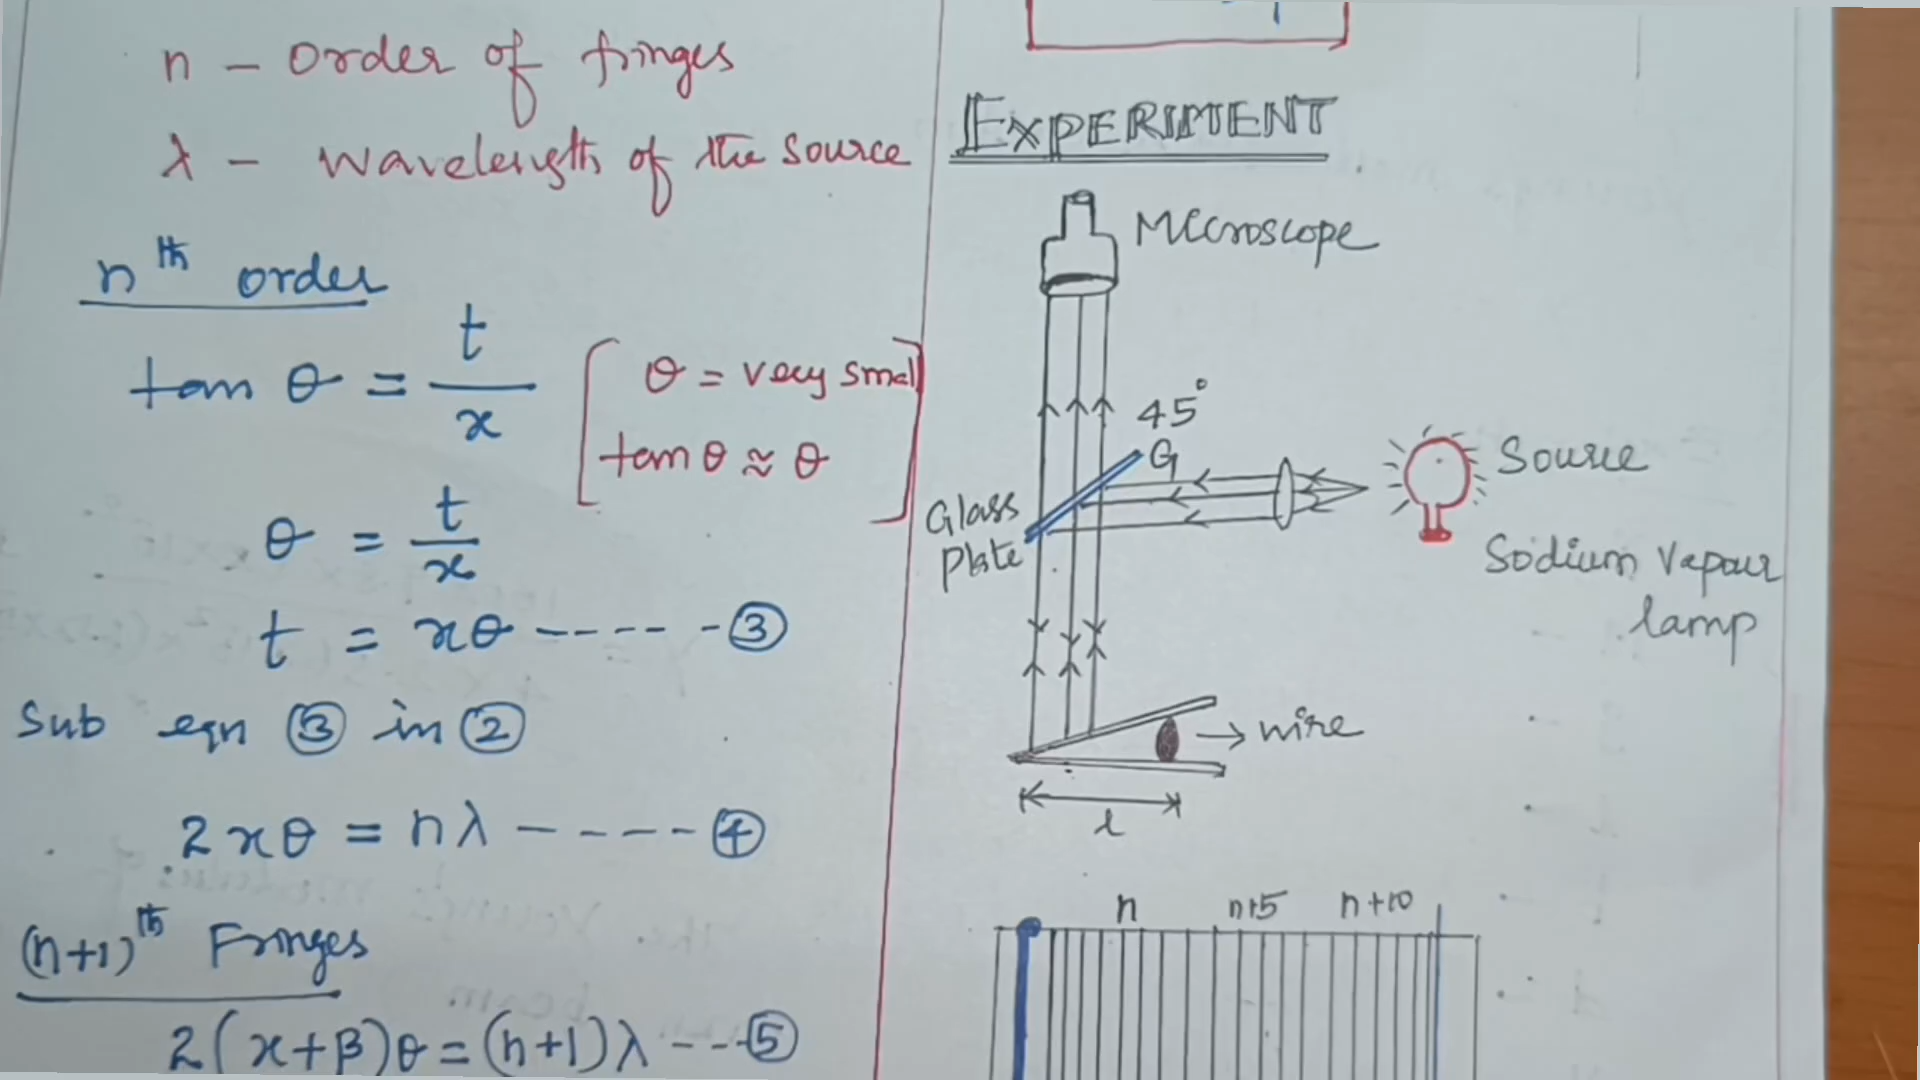 n - Order of fringes
λ - Wavelength of the source
nth order
tan θ = t/x
[θ = very small
tan θ ≈ θ]
θ = t/x
t = xθ ----- -③
Sub eqn ③ in ②
2xθ = nλ - ---- ④
(n+1)th Fringes
2(x+β)θ = (n+1)λ ---⑤
EXPERIMENT
Microscope
45°
G
Glass
plate
Source
Sodium Vapour
lamp
→ wire
l
n n+5 n+10